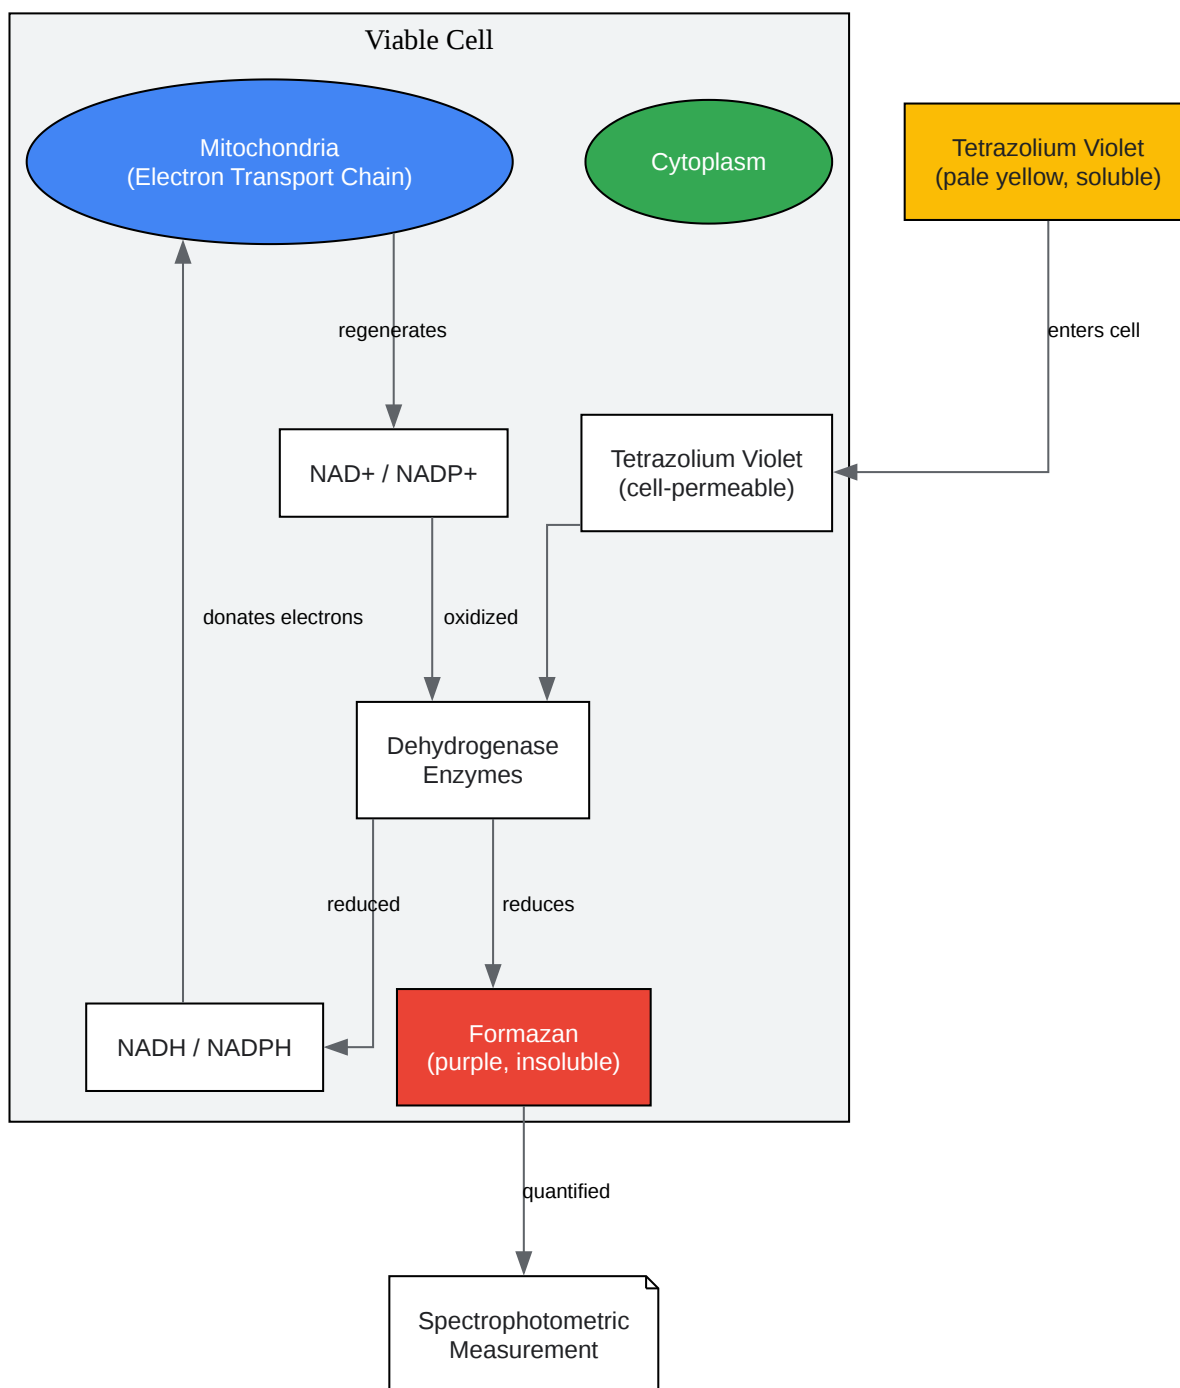 Viable Cell
Mitochondria
(Electron Transport Chain)
Cytoplasm
Tetrazolium Violet
(pale yellow, soluble)
regenerates
enters cell
NAD+ / NADP+
Tetrazolium Violet
(cell-permeable)
donates electrons
oxidized
Dehydrogenase
Enzymes
reduced
reduces
NADH / NADPH
Formazan
(purple, insoluble)
quantified
Spectrophotometric
Measurement